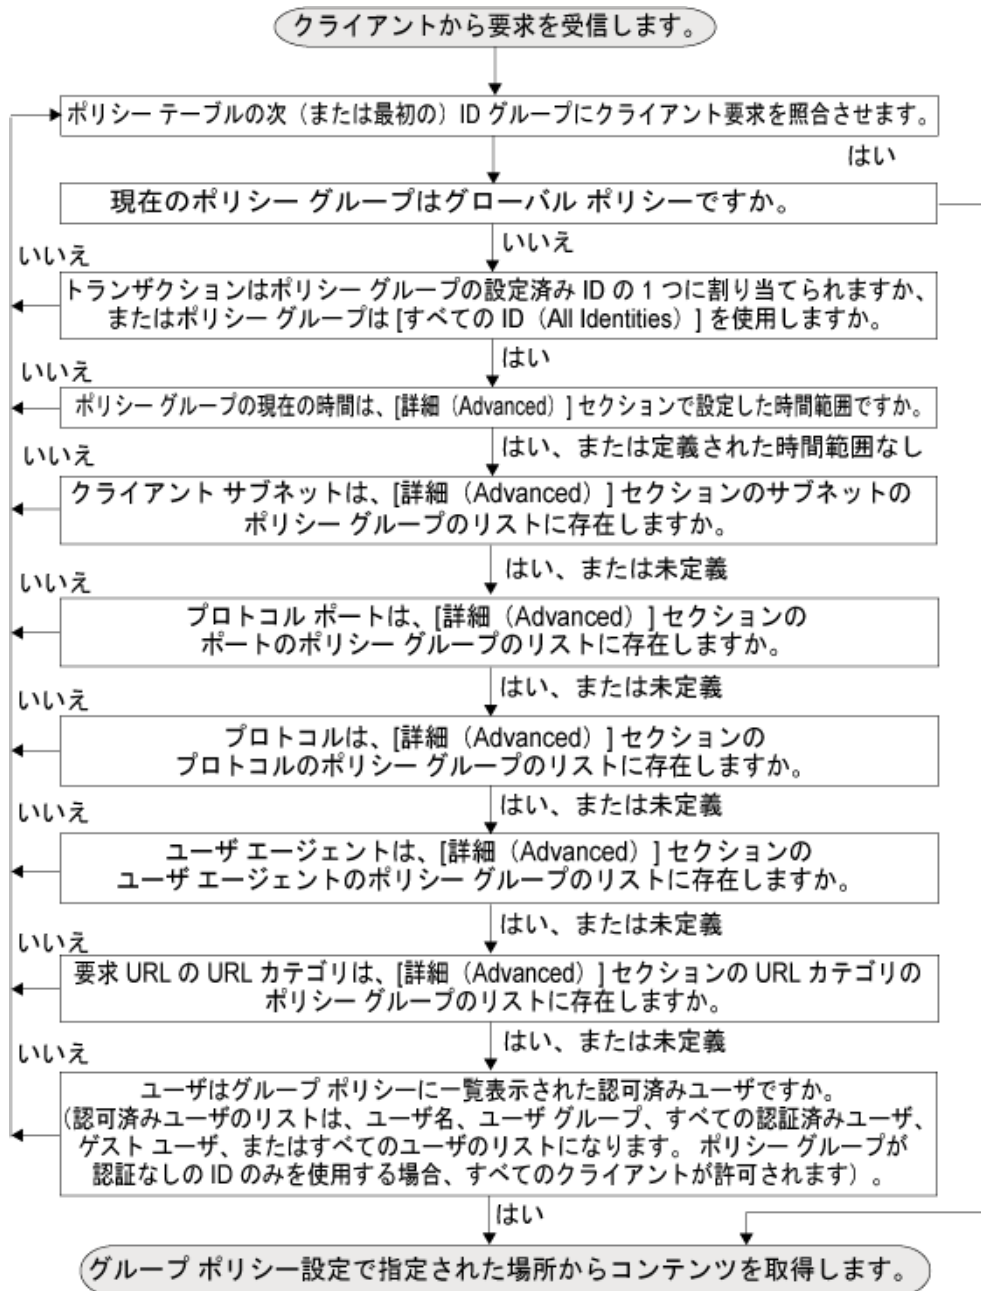 クライアントから要求を受信します。
ポリシー テーブルの次（または最初の）ID グループにクライアント要求を照合させます。
はい
現在のポリシー グループはグローバル ポリシーですか。
いいえ
いいえ
トランザクションはポリシー グループの設定済み ID の 1 つに割り当てられますか、
またはポリシー グループは [すべての ID（All Identities）] を使用しますか。
はい
いいえ
ポリシー グループの現在の時間は、[詳細（Advanced）] セクションで設定した時間範囲ですか。
はい、または定義された時間範囲なし
いいえ
クライアント サブネットは、[詳細（Advanced）] セクションのサブネットの
ポリシー グループのリストに存在しますか。
はい、または未定義
いいえ
プロトコル ポートは、[詳細（Advanced）] セクションの
ポートのポリシー グループのリストに存在しますか。
はい、または未定義
いいえ
プロトコルは、[詳細（Advanced）] セクションの
プロトコルのポリシー グループのリストに存在しますか。
はい、または未定義
いいえ
ユーザ エージェントは、[詳細（Advanced）] セクションの
ユーザ エージェントのポリシー グループのリストに存在しますか。
はい、または未定義
いいえ
要求 URL の URL カテゴリは、[詳細（Advanced）] セクションの URL カテゴリの
ポリシー グループのリストに存在しますか。
はい、または未定義
いいえ
ユーザはグループ ポリシーに一覧表示された認可済みユーザですか。
(認可済みユーザのリストは、ユーザ名、ユーザ グループ、すべての認証済みユーザ、
ゲスト ユーザ、またはすべてのユーザのリストになります。 ポリシー グループが
認証なしの ID のみを使用する場合、すべてのクライアントが許可されます）。
はい
グループ ポリシー設定で指定された場所からコンテンツを取得します。